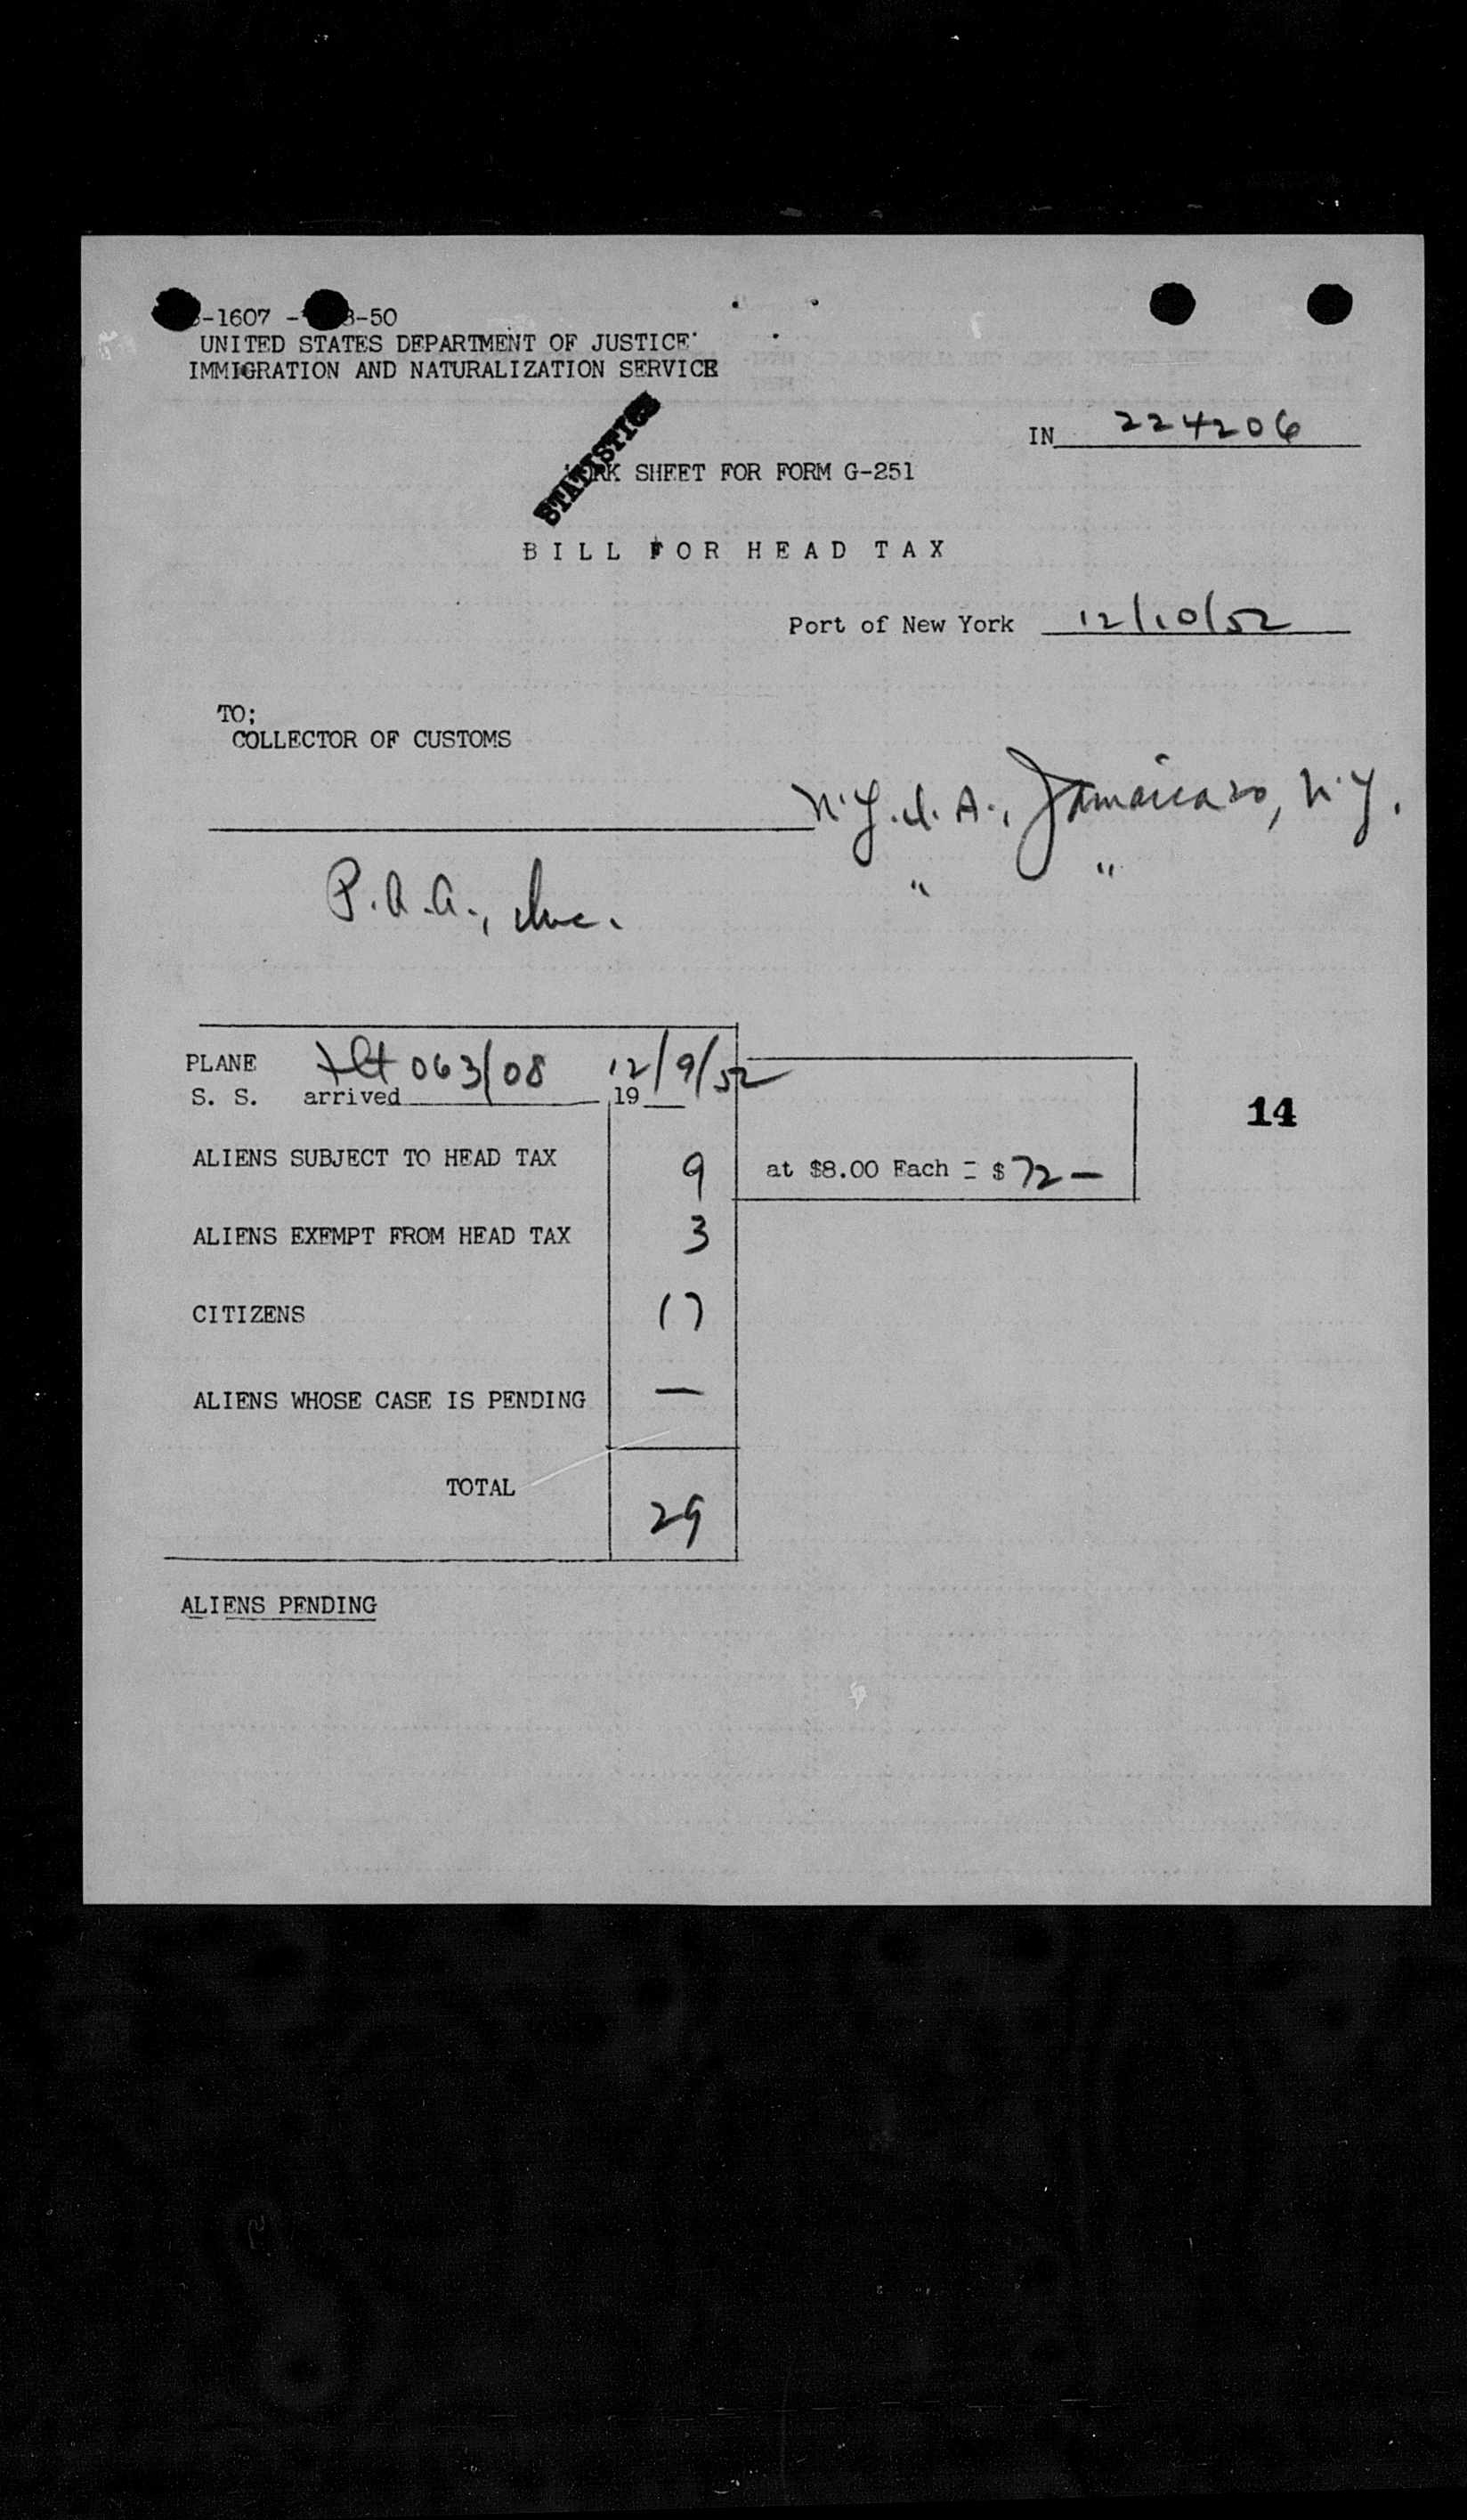 -1607 - 3-50
UNITED STATES DEPARTMENT OF JUSTICE
IMMIGRATION AND NATURALIZATION SERVICE
STATISTICS
IN 224206
WORK SHEET FOR FORM G-251
BILL FOR HEAD TAX
Port of New York 12/10/52
TO:
COLLECTOR OF CUSTOMS
N.Y.I.A., Jamaica 30, N.Y.
P.A.A., Inc. " "
PLANE flt 063/08 12/9/52
S. S. arrived 19
14
ALIENS SUBJECT TO HEAD TAX 9 at $8.00 Each = $ 72 —
ALIENS EXEMPT FROM HEAD TAX 3
CITIZENS 17
ALIENS WHOSE CASE IS PENDING —
TOTAL 29
ALIENS PENDING